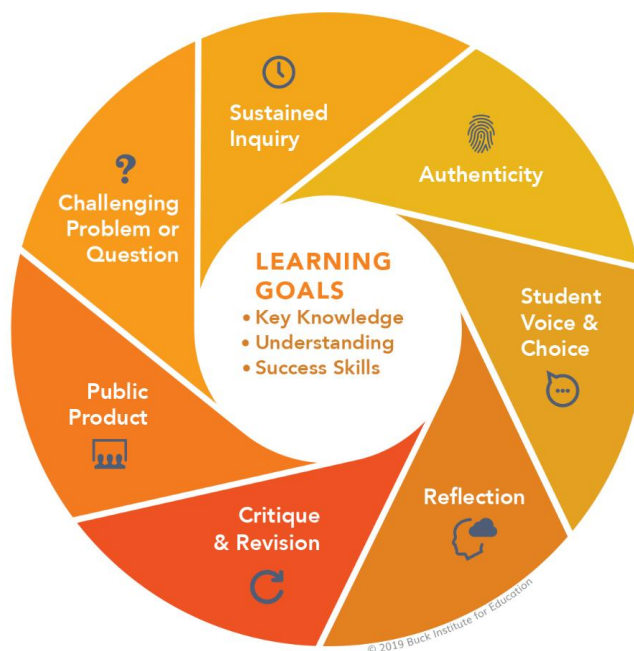 Sustained
Inquiry
Authenticity
Challenging
Problem or
Question
LEARNING
GOALS
• Key Knowledge
• Understanding
• Success Skills
Student
Voice &
Choice
Public
Product
Reflection
Critique
& Revision
© 2019 Buck Institute for Education